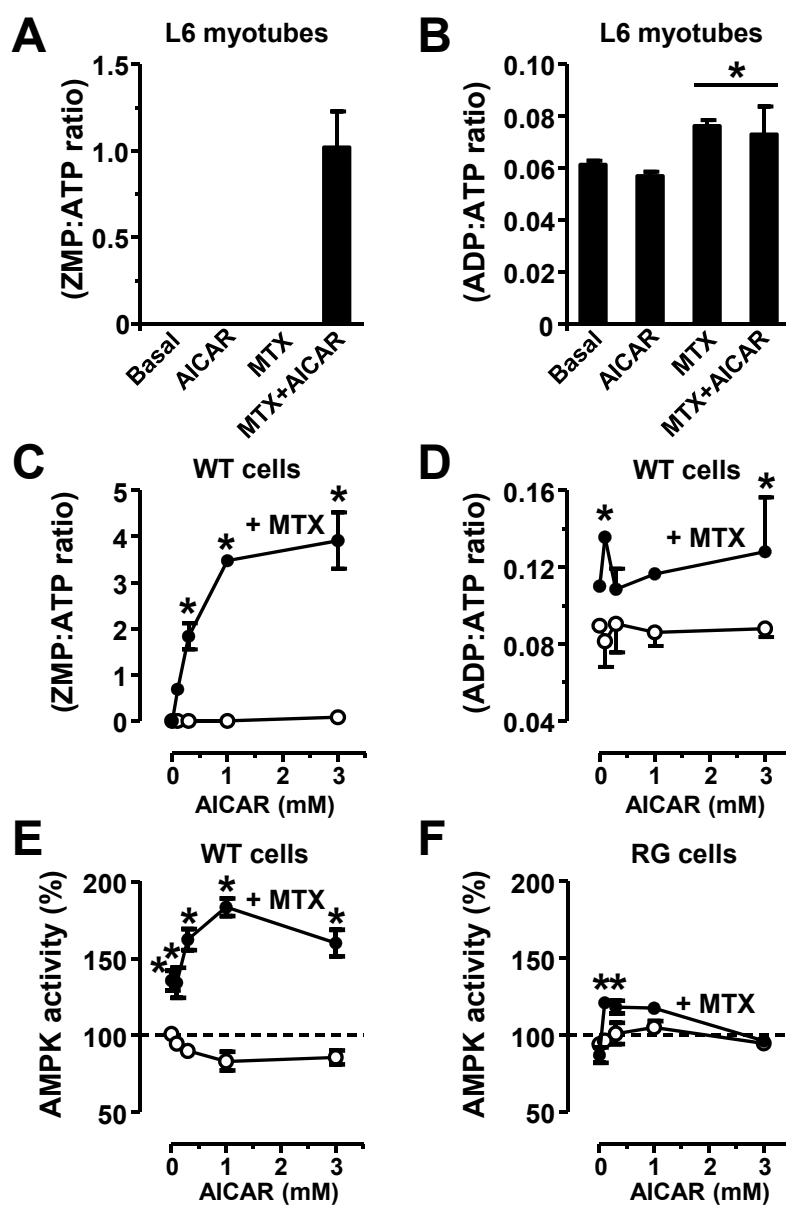 A
L6 myotubes
(ZMP:ATP ratio)
1.5
1.0
0.5
0
Basal
AICAR
MTX
MTX+AICAR
B
L6 myotubes
(ADP:ATP ratio)
0.10
0.08
0.06
0.04
0.02
0
*
Basal
AICAR
MTX
MTX+AICAR
C
WT cells
(ZMP:ATP ratio)
5
4
3
2
1
0
* * *
+ MTX
0 1 2 3
AICAR (mM)
D
WT cells
(ADP:ATP ratio)
0.16
0.12
0.08
0.04
* *
+ MTX
0 1 2 3
AICAR (mM)
E
WT cells
AMPK activity (%)
200
150
100
50
* * * * *
+ MTX
0 1 2 3
AICAR (mM)
F
RG cells
AMPK activity (%)
200
150
100
50
**
+ MTX
0 1 2 3
AICAR (mM)